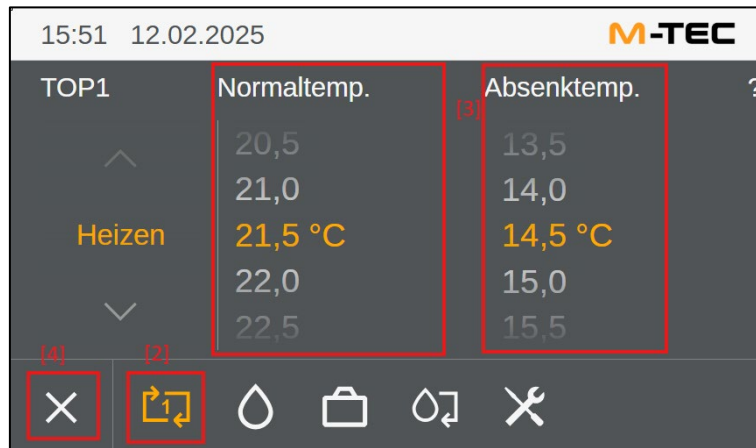 15:51 12.02.2025 M-TEC
TOP1 Normaltemp. Absenktemp. ?
[3]
20,5 13,5
21,0 14,0
Heizen 21,5 °C 14,5 °C
22,0 15,0
22,5 15,5
[4] [2]
1